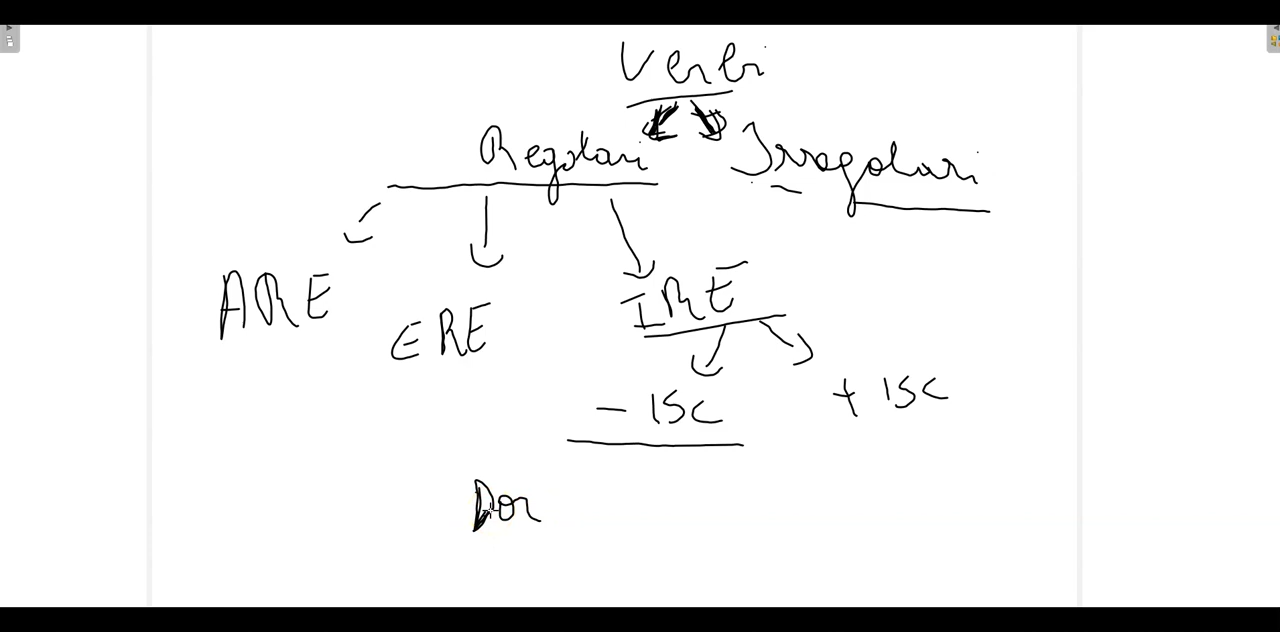 Verbi
Regolari Irregolari
ARE ERE IRE
- ISC + ISC
Dor